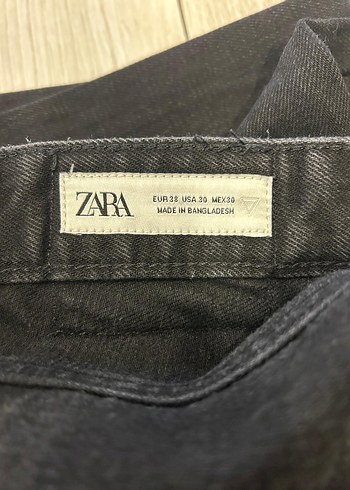 ZARA
EUR 38 USA 30 MEX 30
MADE IN BANGLADESH